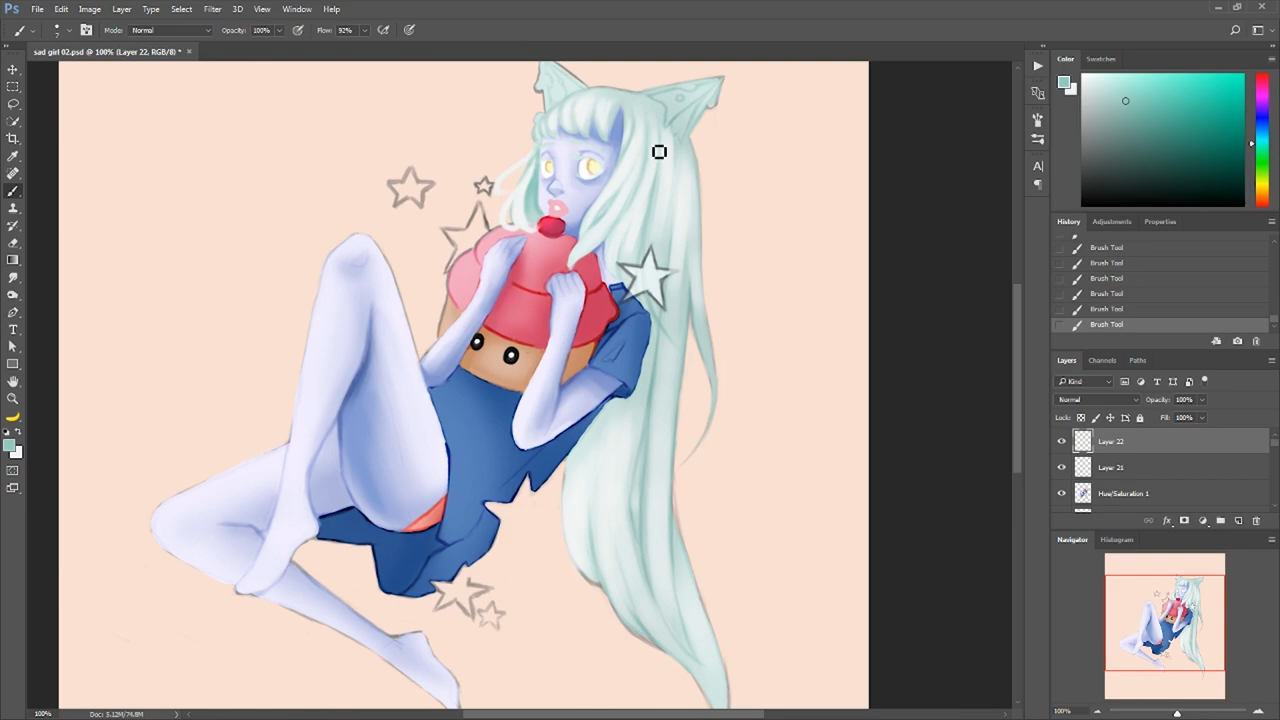 Ps File Edit Image Layer Type Select Filter 3D View Window Help
7 Mode: Normal Opacity: 100% Flow: 92%
sad girl 02.psd @ 100% (Layer 22, RGB/8) * ×
Color Swatches
History Adjustments Properties
Brush Tool
Brush Tool
Brush Tool
Brush Tool
Brush Tool
Brush Tool
Layers Channels Paths
Kind
Normal Opacity: 100%
Lock: Fill: 100%
Layer 22
Layer 21
Hue/Saturation 1
fx
Navigator Histogram
100%
100% Doc: 5.12M/74.8M